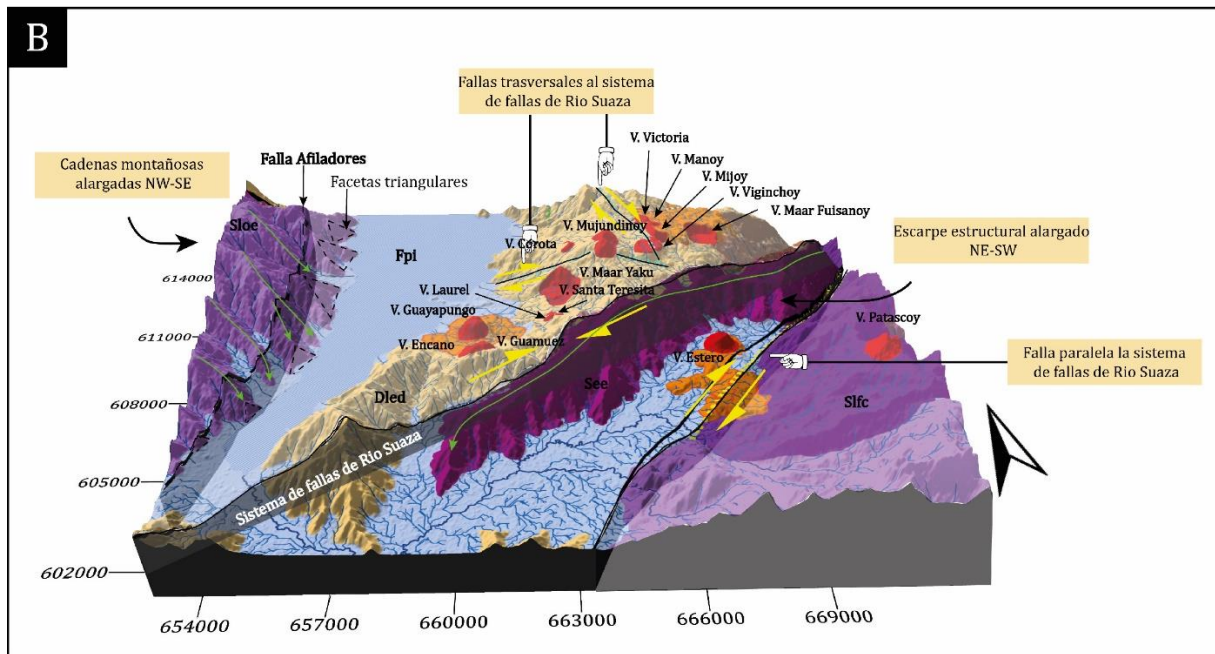 B
Fallas trasversales al sistema
de fallas de Rio Suaza
Cadenas montañosas
alargadas NW-SE
Falla Afiladores
Facetas triangulares
V. Victoria
V. Manoy
V. Mijoy
V. Viginchoy
V. Maar Fuisanoy
V. Mujundinoy
V. Corota
Escarpe estructural alargado
NE-SW
Sloe
Fpi
V. Maar Yaku
V. Laurel
V. Santa Teresita
V. Guayapungo
V. Encano
V. Guamuez
V. Patascoy
V. Estero
Falla paralela la sistema
de fallas de Rio Suaza
Dled
See
Slfc
Sistema de fallas de Rio Suaza
614000
611000
608000
605000
602000
654000
657000
660000
663000
666000
669000